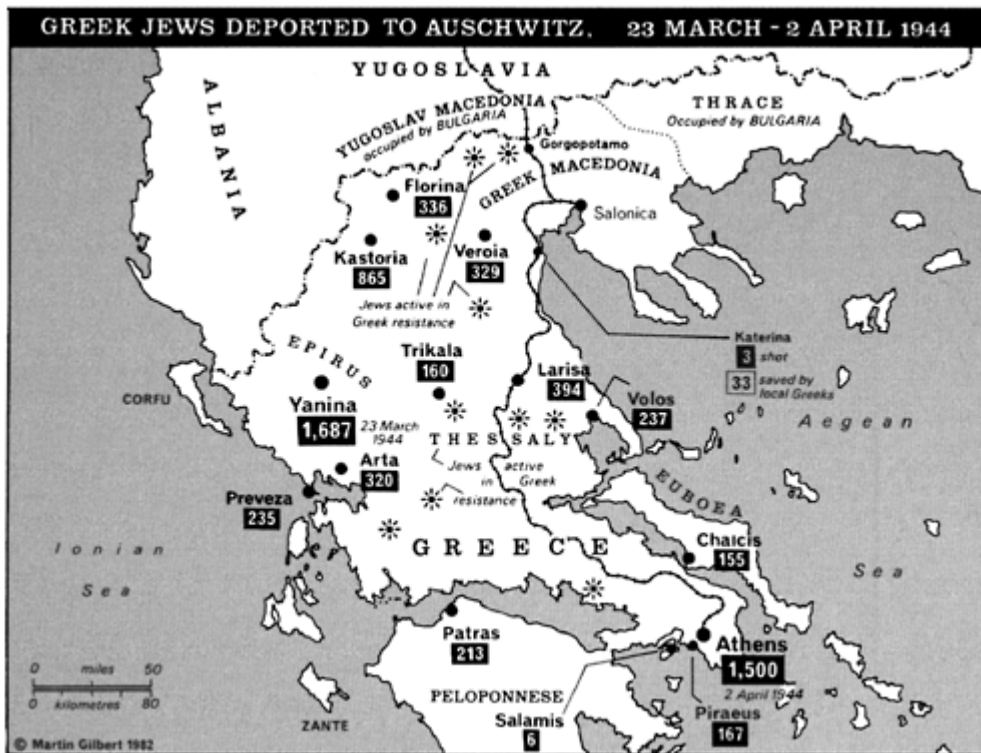 GREEK JEWS DEPORTED TO AUSCHWITZ. 23 MARCH - 2 APRIL 1944
YUGOSLAVIA
ALBANIA
YUGOSLAV MACEDONIA
occupied by BULGARIA
THRACE
Occupied by BULGARIA
Gorgopotamo
GREEK MACEDONIA
Florina
336
Salonica
Kastoria
865
Veroia
329
Jews active in
Greek resistance
Katerina
3 shot
33 saved by
local Greeks
EPIRUS
Trikala
160
Larisa
394
CORFU
Yanina
1,687
23 March
1944
Volos
237
Aegean
THESSALY
Arta
320
Jews active
in Greek
resistance
Preveza
235
EUBOEA
Ionian
Sea
GREECE
Chalcis
155
Sea
Patras
213
Athens
1,500
2 April 1944
0 miles 50
0 kilometres 80
PELOPONNESE
Salamis
6
Piraeus
167
ZANTE
© Martin Gilbert 1982